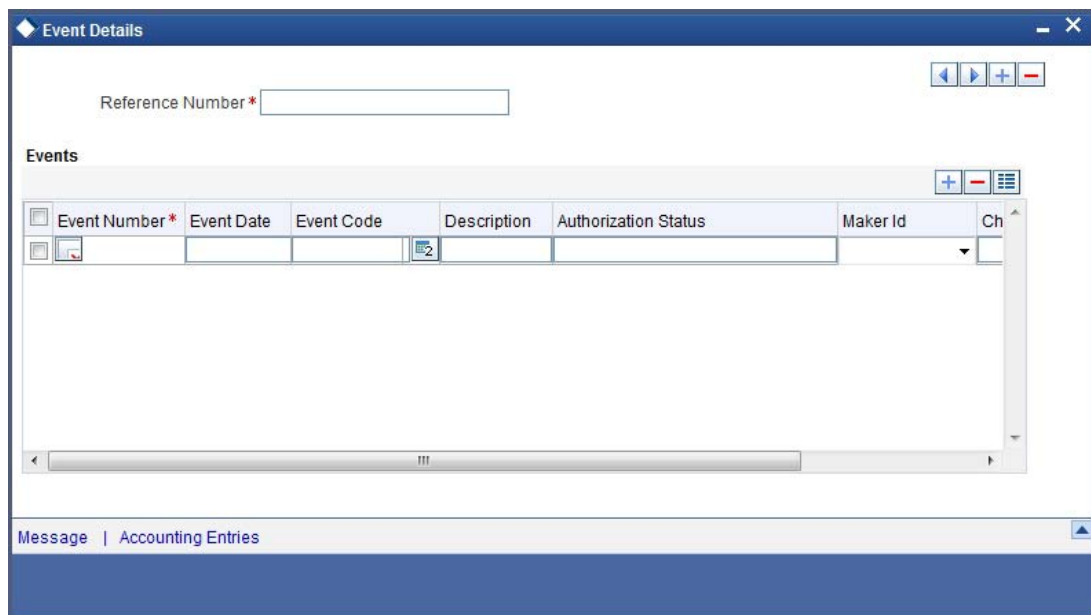 Event Details
Reference Number *
Events
Event Number * Event Date Event Code Description Authorization Status Maker Id Ch
2
Message | Accounting Entries